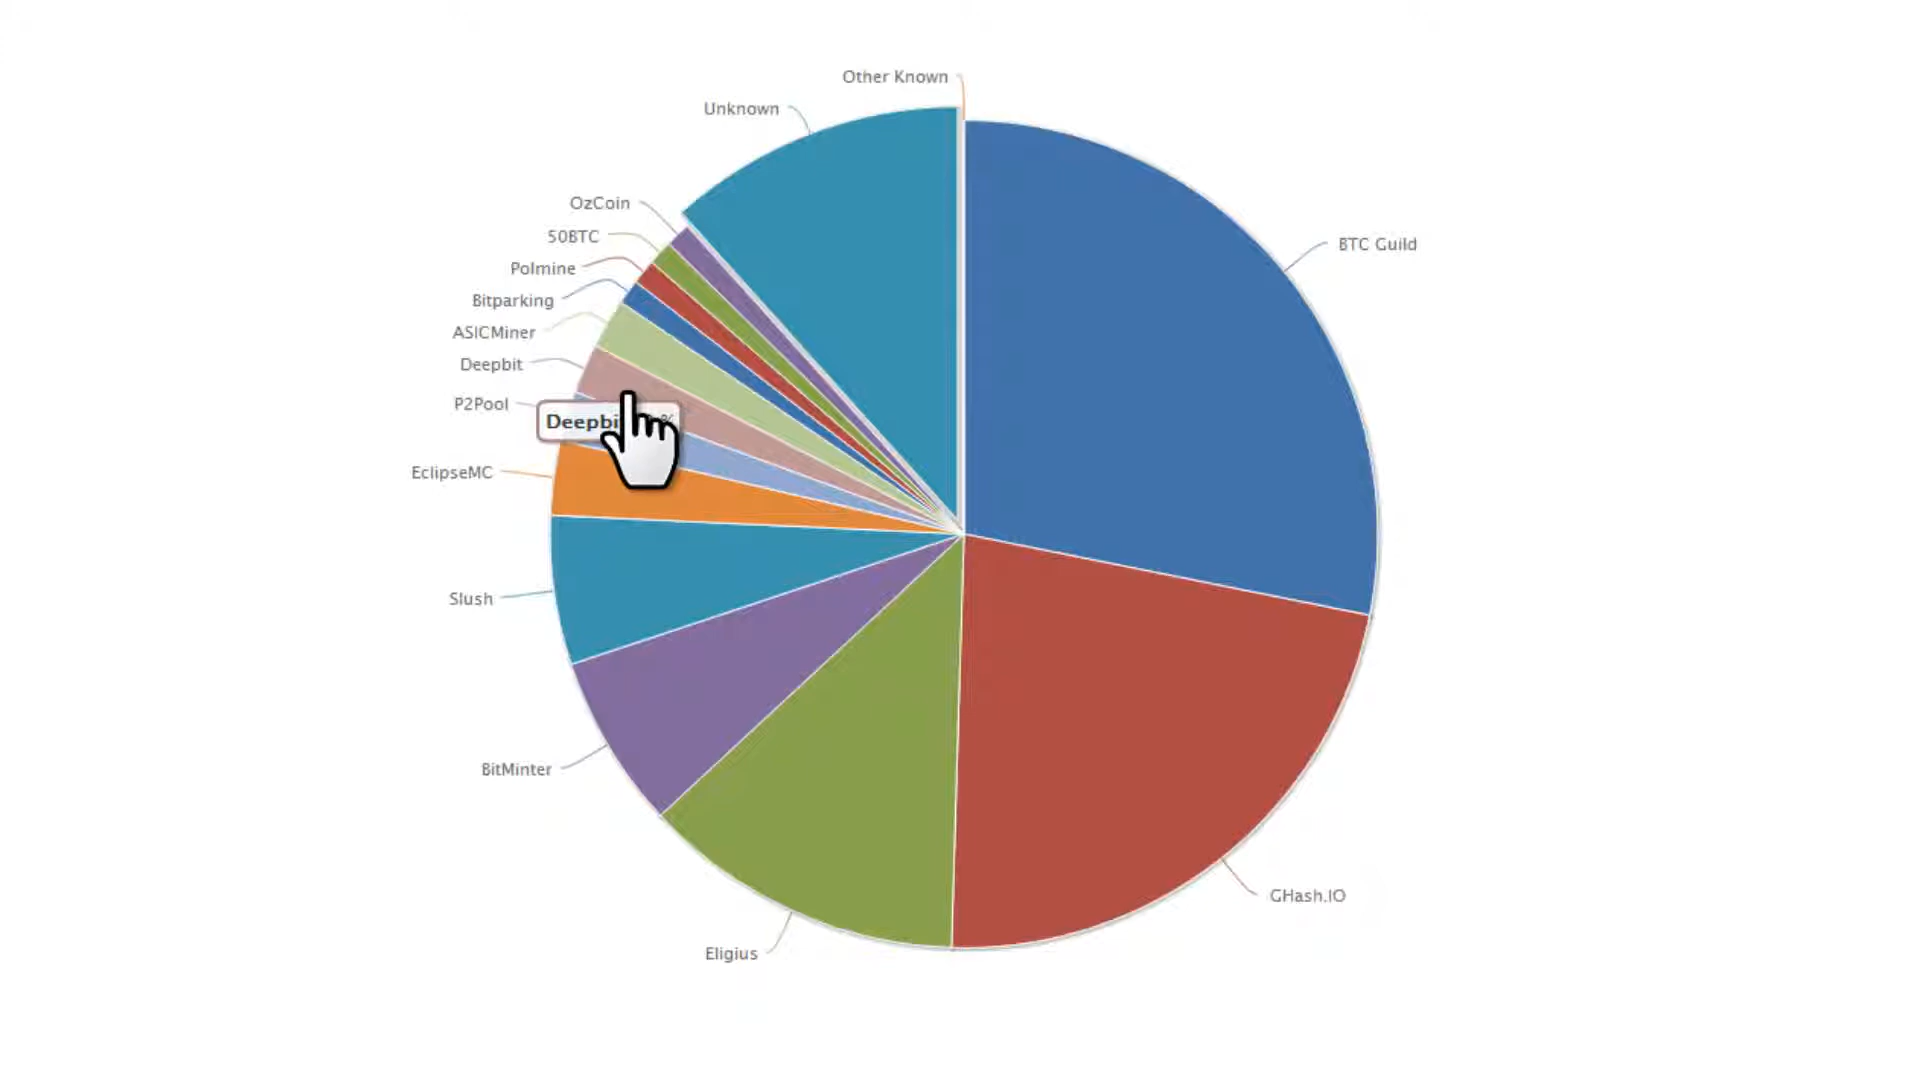 Other Known
Unknown
BTC Guild
OzCoin
50BTC
Polmine
Bitparking
ASICMiner
Deepbit
P2Pool
EclipseMC
Slush
BitMinter
GHash.IO
Eligius